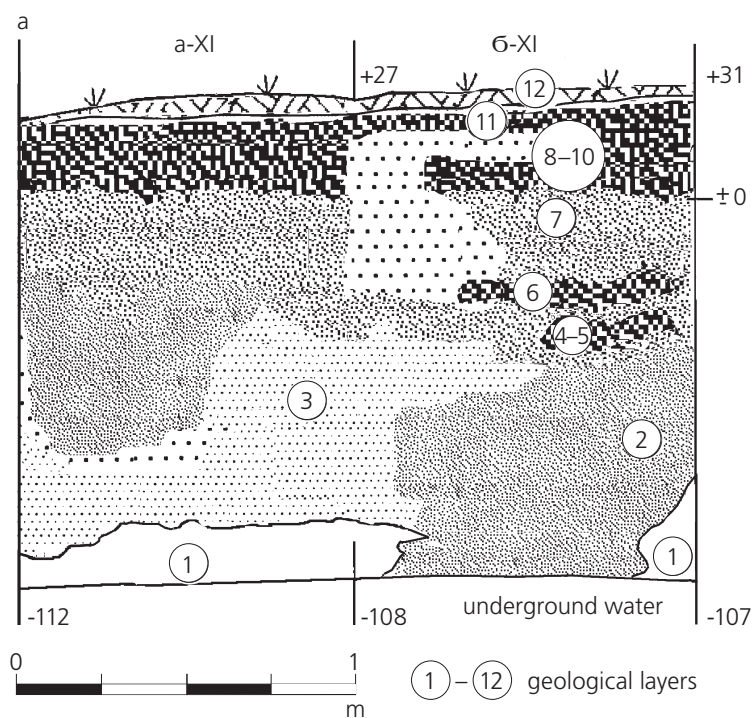 a
а-XI б-XI
+27 +31
12
11
8–10
±0
7
6
4–5
3
2
1 1
-112 -108 underground water -107
0 1
m
1 – 12 geological layers